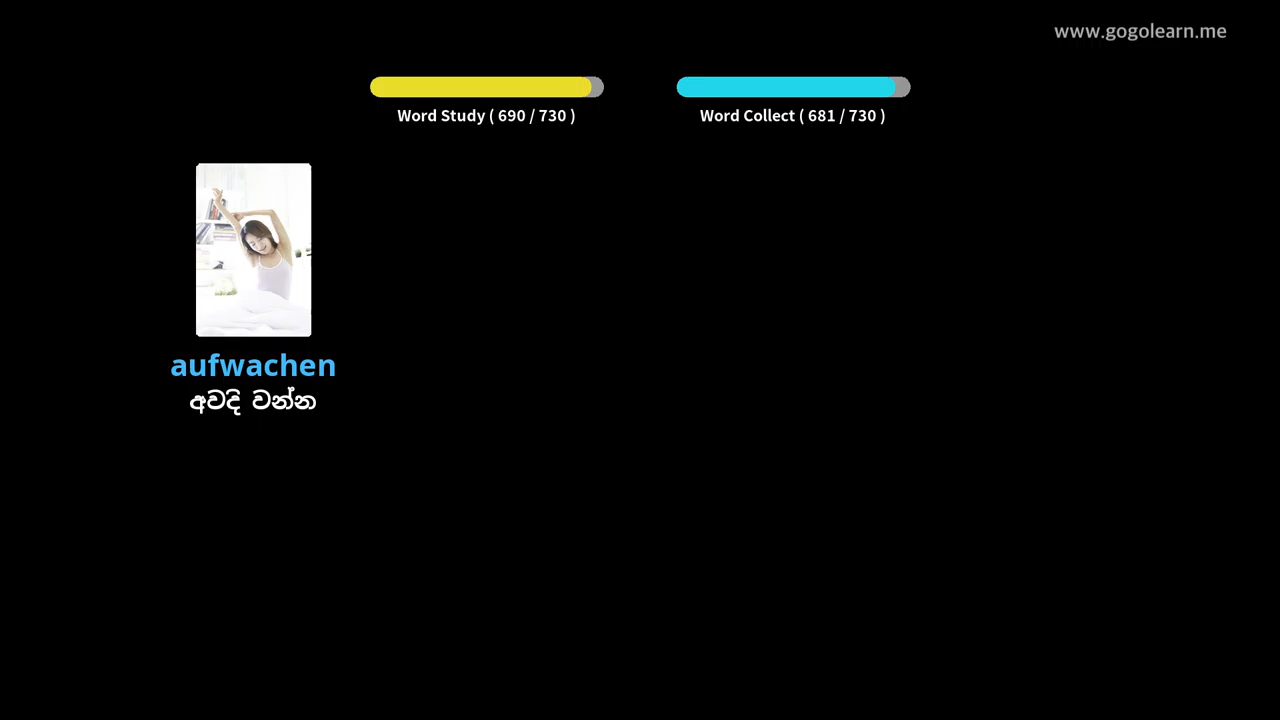 www.gogolearn.me
Word Study ( 690 / 730 )
Word Collect ( 681 / 730 )
aufwachen
අවදි වන්න